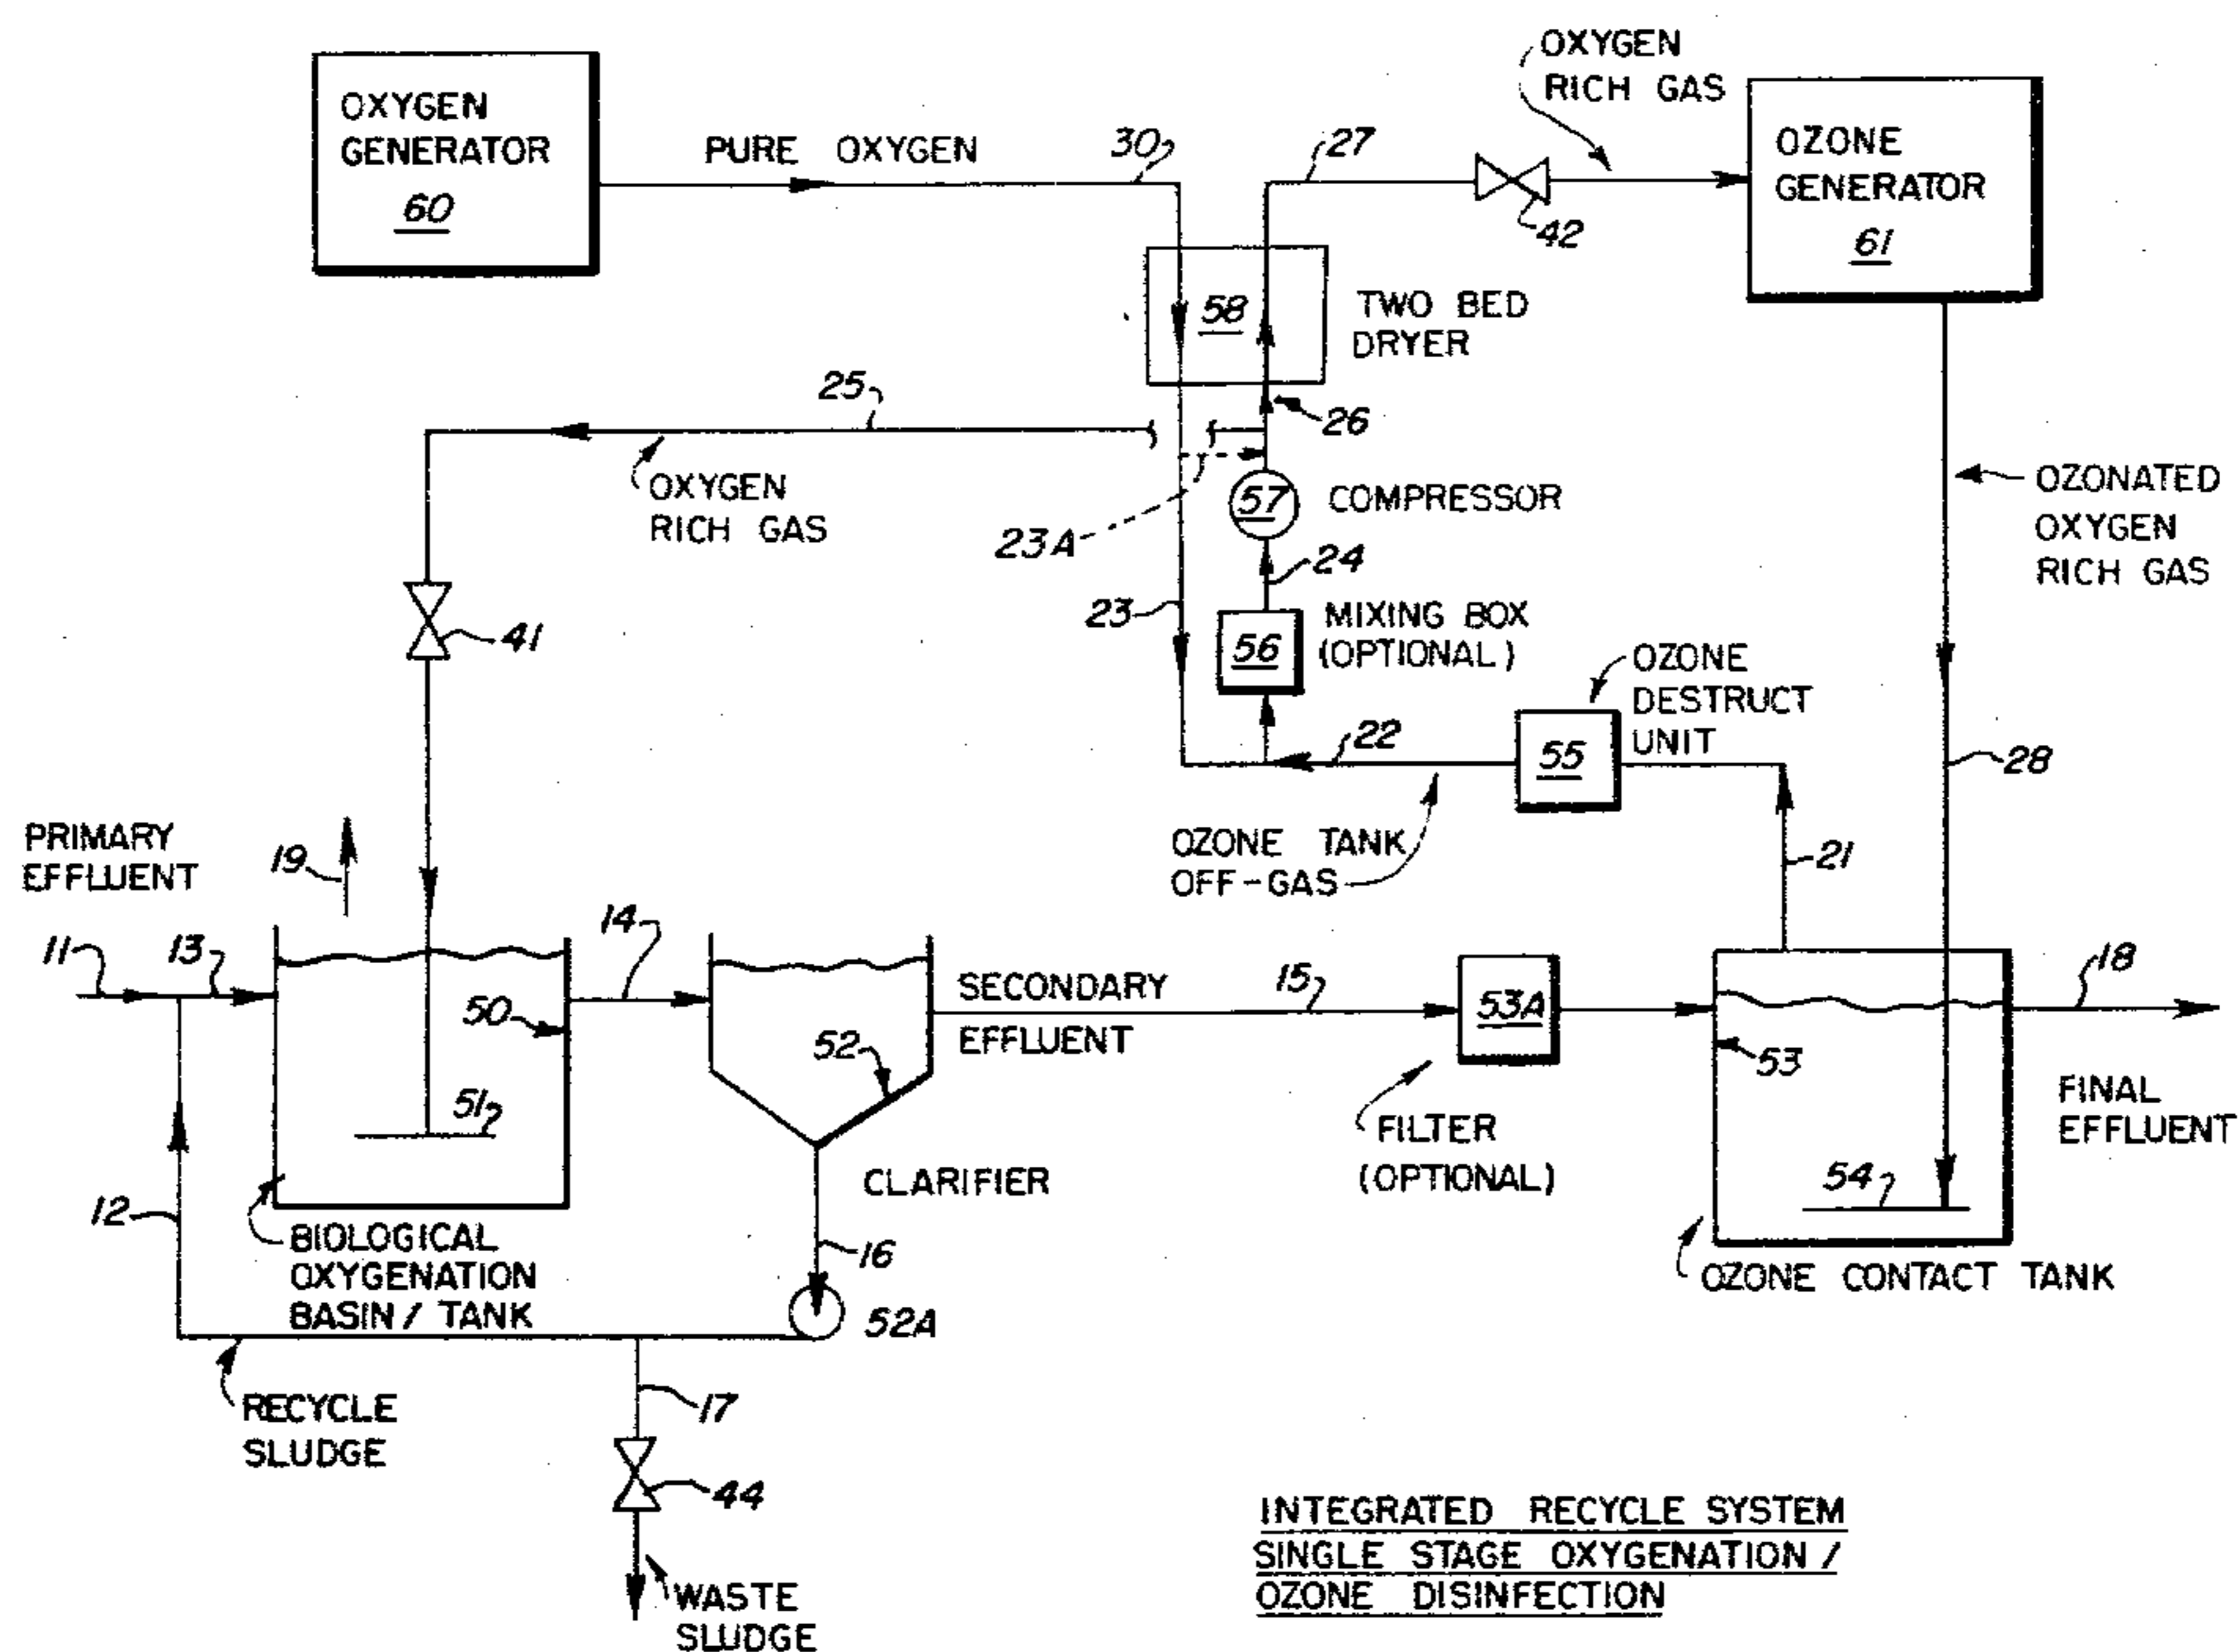 OXYGEN
GENERATOR
60
PURE OXYGEN
30
27
OXYGEN
RICH GAS
42
OZONE
GENERATOR
61
58
TWO BED
DRYER
25
26
OXYGEN
RICH GAS
23A
57
COMPRESSOR
OZONATED
OXYGEN
RICH GAS
24
23
41
56
MIXING BOX
(OPTIONAL)
OZONE
DESTRUCT
UNIT
55
22
28
PRIMARY
EFFLUENT
19
OZONE TANK
OFF-GAS
21
11
13
14
50
51
52
SECONDARY
EFFLUENT
15
53A
FILTER
(OPTIONAL)
53
18
FINAL
EFFLUENT
54
OZONE CONTACT TANK
CLARIFIER
12
BIOLOGICAL
OXYGENATION
BASIN/TANK
16
52A
RECYCLE
SLUDGE
17
44
WASTE
SLUDGE
INTEGRATED RECYCLE SYSTEM
SINGLE STAGE OXYGENATION/
OZONE DISINFECTION